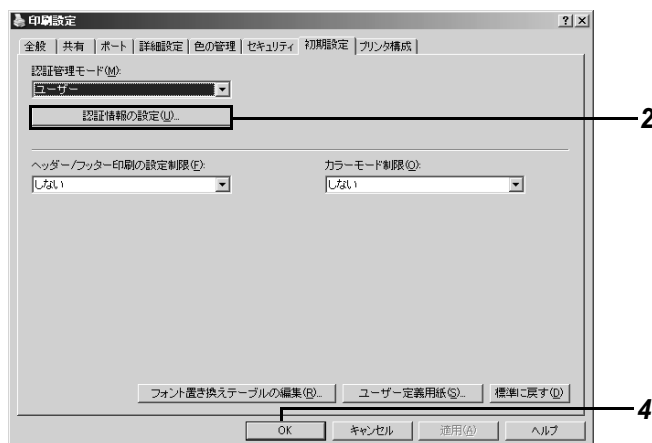 印刷設定
全般 共有 ポート 詳細設定 色の管理 セキュリティ 初期設定 プリンタ構成
認証管理モード(M):
ユーザー
認証情報の設定(U)...
2
ヘッダー/フッター印刷の設定制限(F): カラーモード制限(O):
しない しない
フォント置き換えテーブルの編集(R)... ユーザー定義用紙(S)... 標準に戻す(D)
4
OK キャンセル 適用(A) ヘルプ